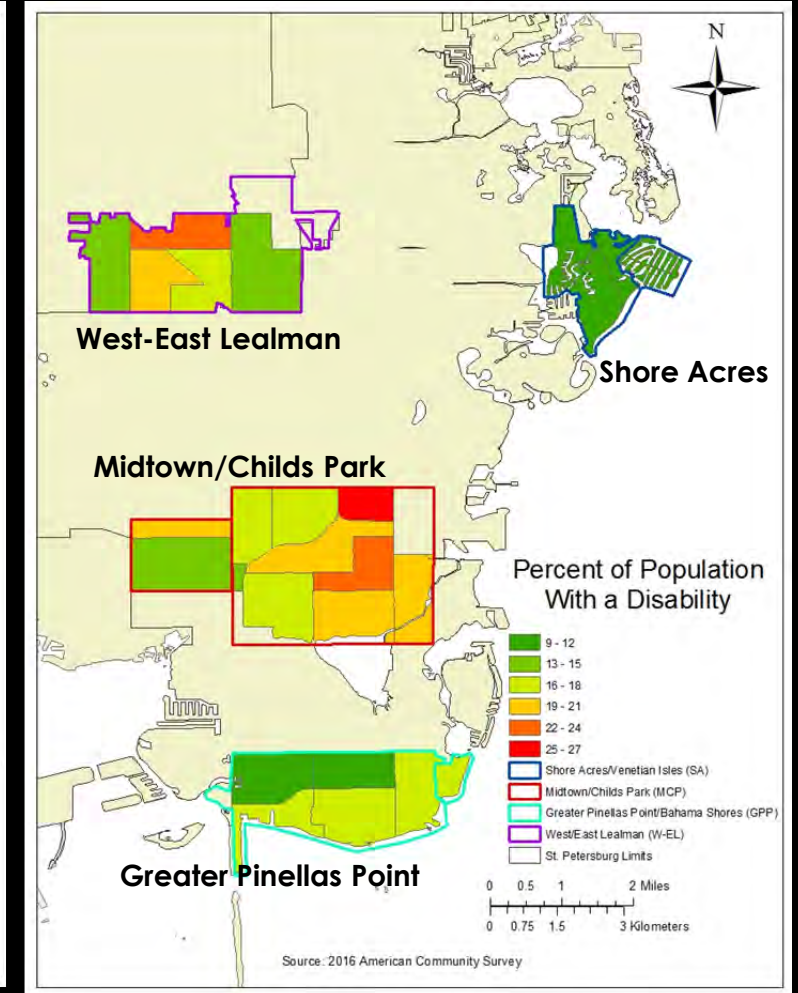 N
West-East Lealman
Shore Acres
Midtown/Childs Park
Percent of Population
With a Disability
9 - 12
13 - 15
16 - 18
19 - 21
22 - 24
25 - 27
Shore Acres/Venetian Isles (SA)
Midtown/Childs Park (MCP)
Greater Pinellas Point/Bahama Shores (GPP)
West/East Lealman (W-EL)
St. Petersburg Limits
Greater Pinellas Point
0 0.5 1 2 Miles
0 0.75 1.5 3 Kilometers
Source: 2016 American Community Survey